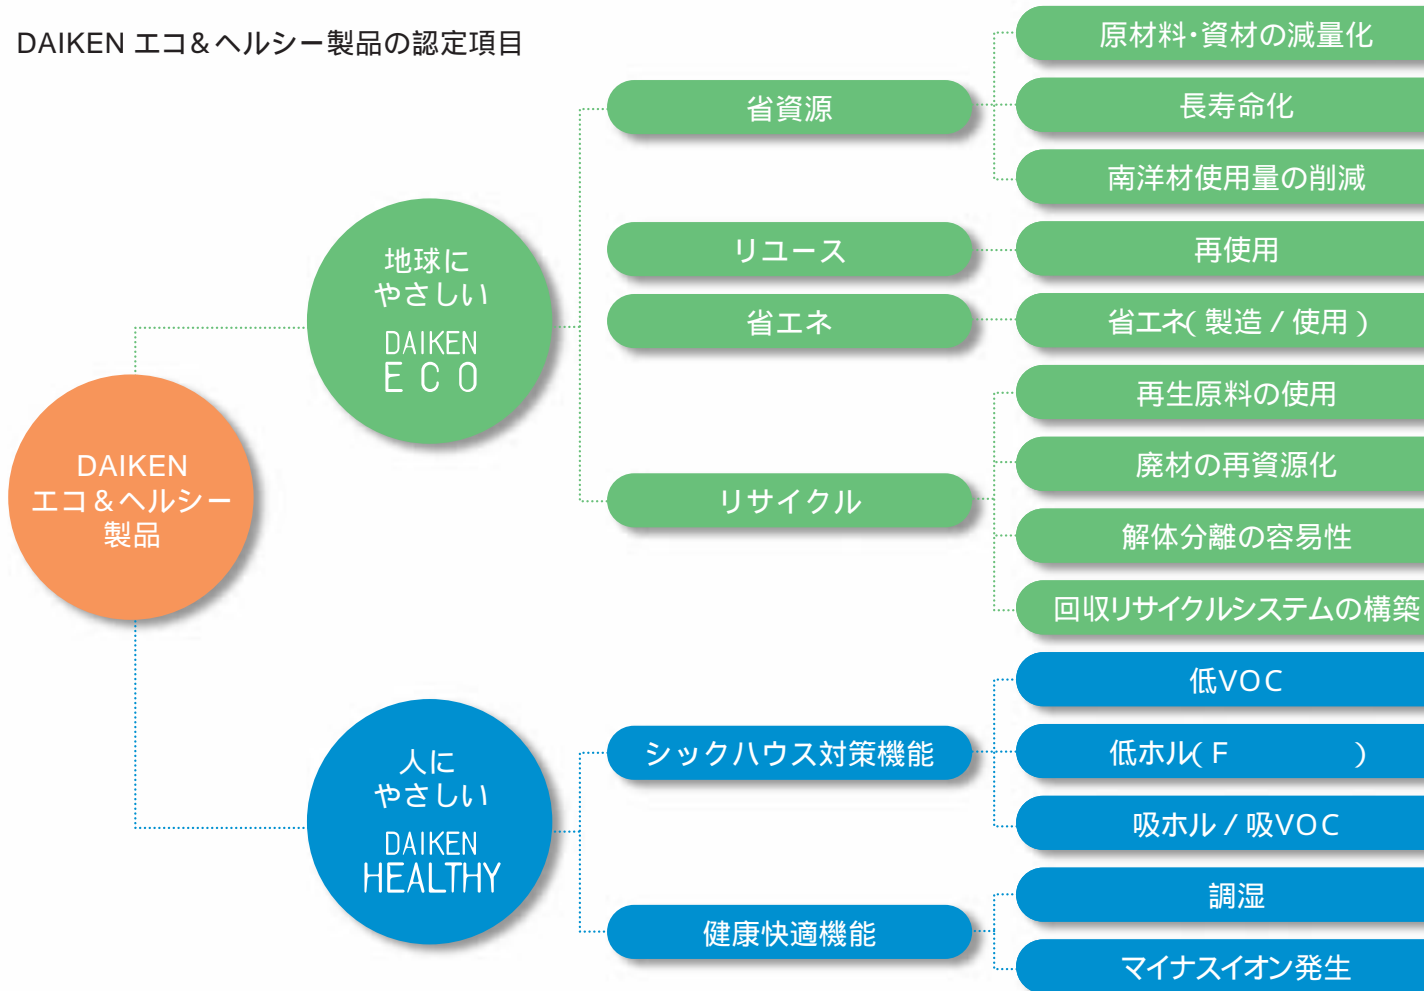 DAIKEN エコ&ヘルシー製品の認定項目
DAIKEN
エコ&ヘルシー
製品
地球に
やさしい
DAIKEN
ECO
省資源
原材料・資材の減量化
長寿命化
南洋材使用量の削減
リユース
再使用
省エネ
省エネ(製造/使用)
リサイクル
再生原料の使用
廃材の再資源化
解体分離の容易性
回収リサイクルシステムの構築
人に
やさしい
DAIKEN
HEALTHY
シックハウス対策機能
低VOC
低ホル(F )
吸ホル/吸VOC
健康快適機能
調湿
マイナスイオン発生